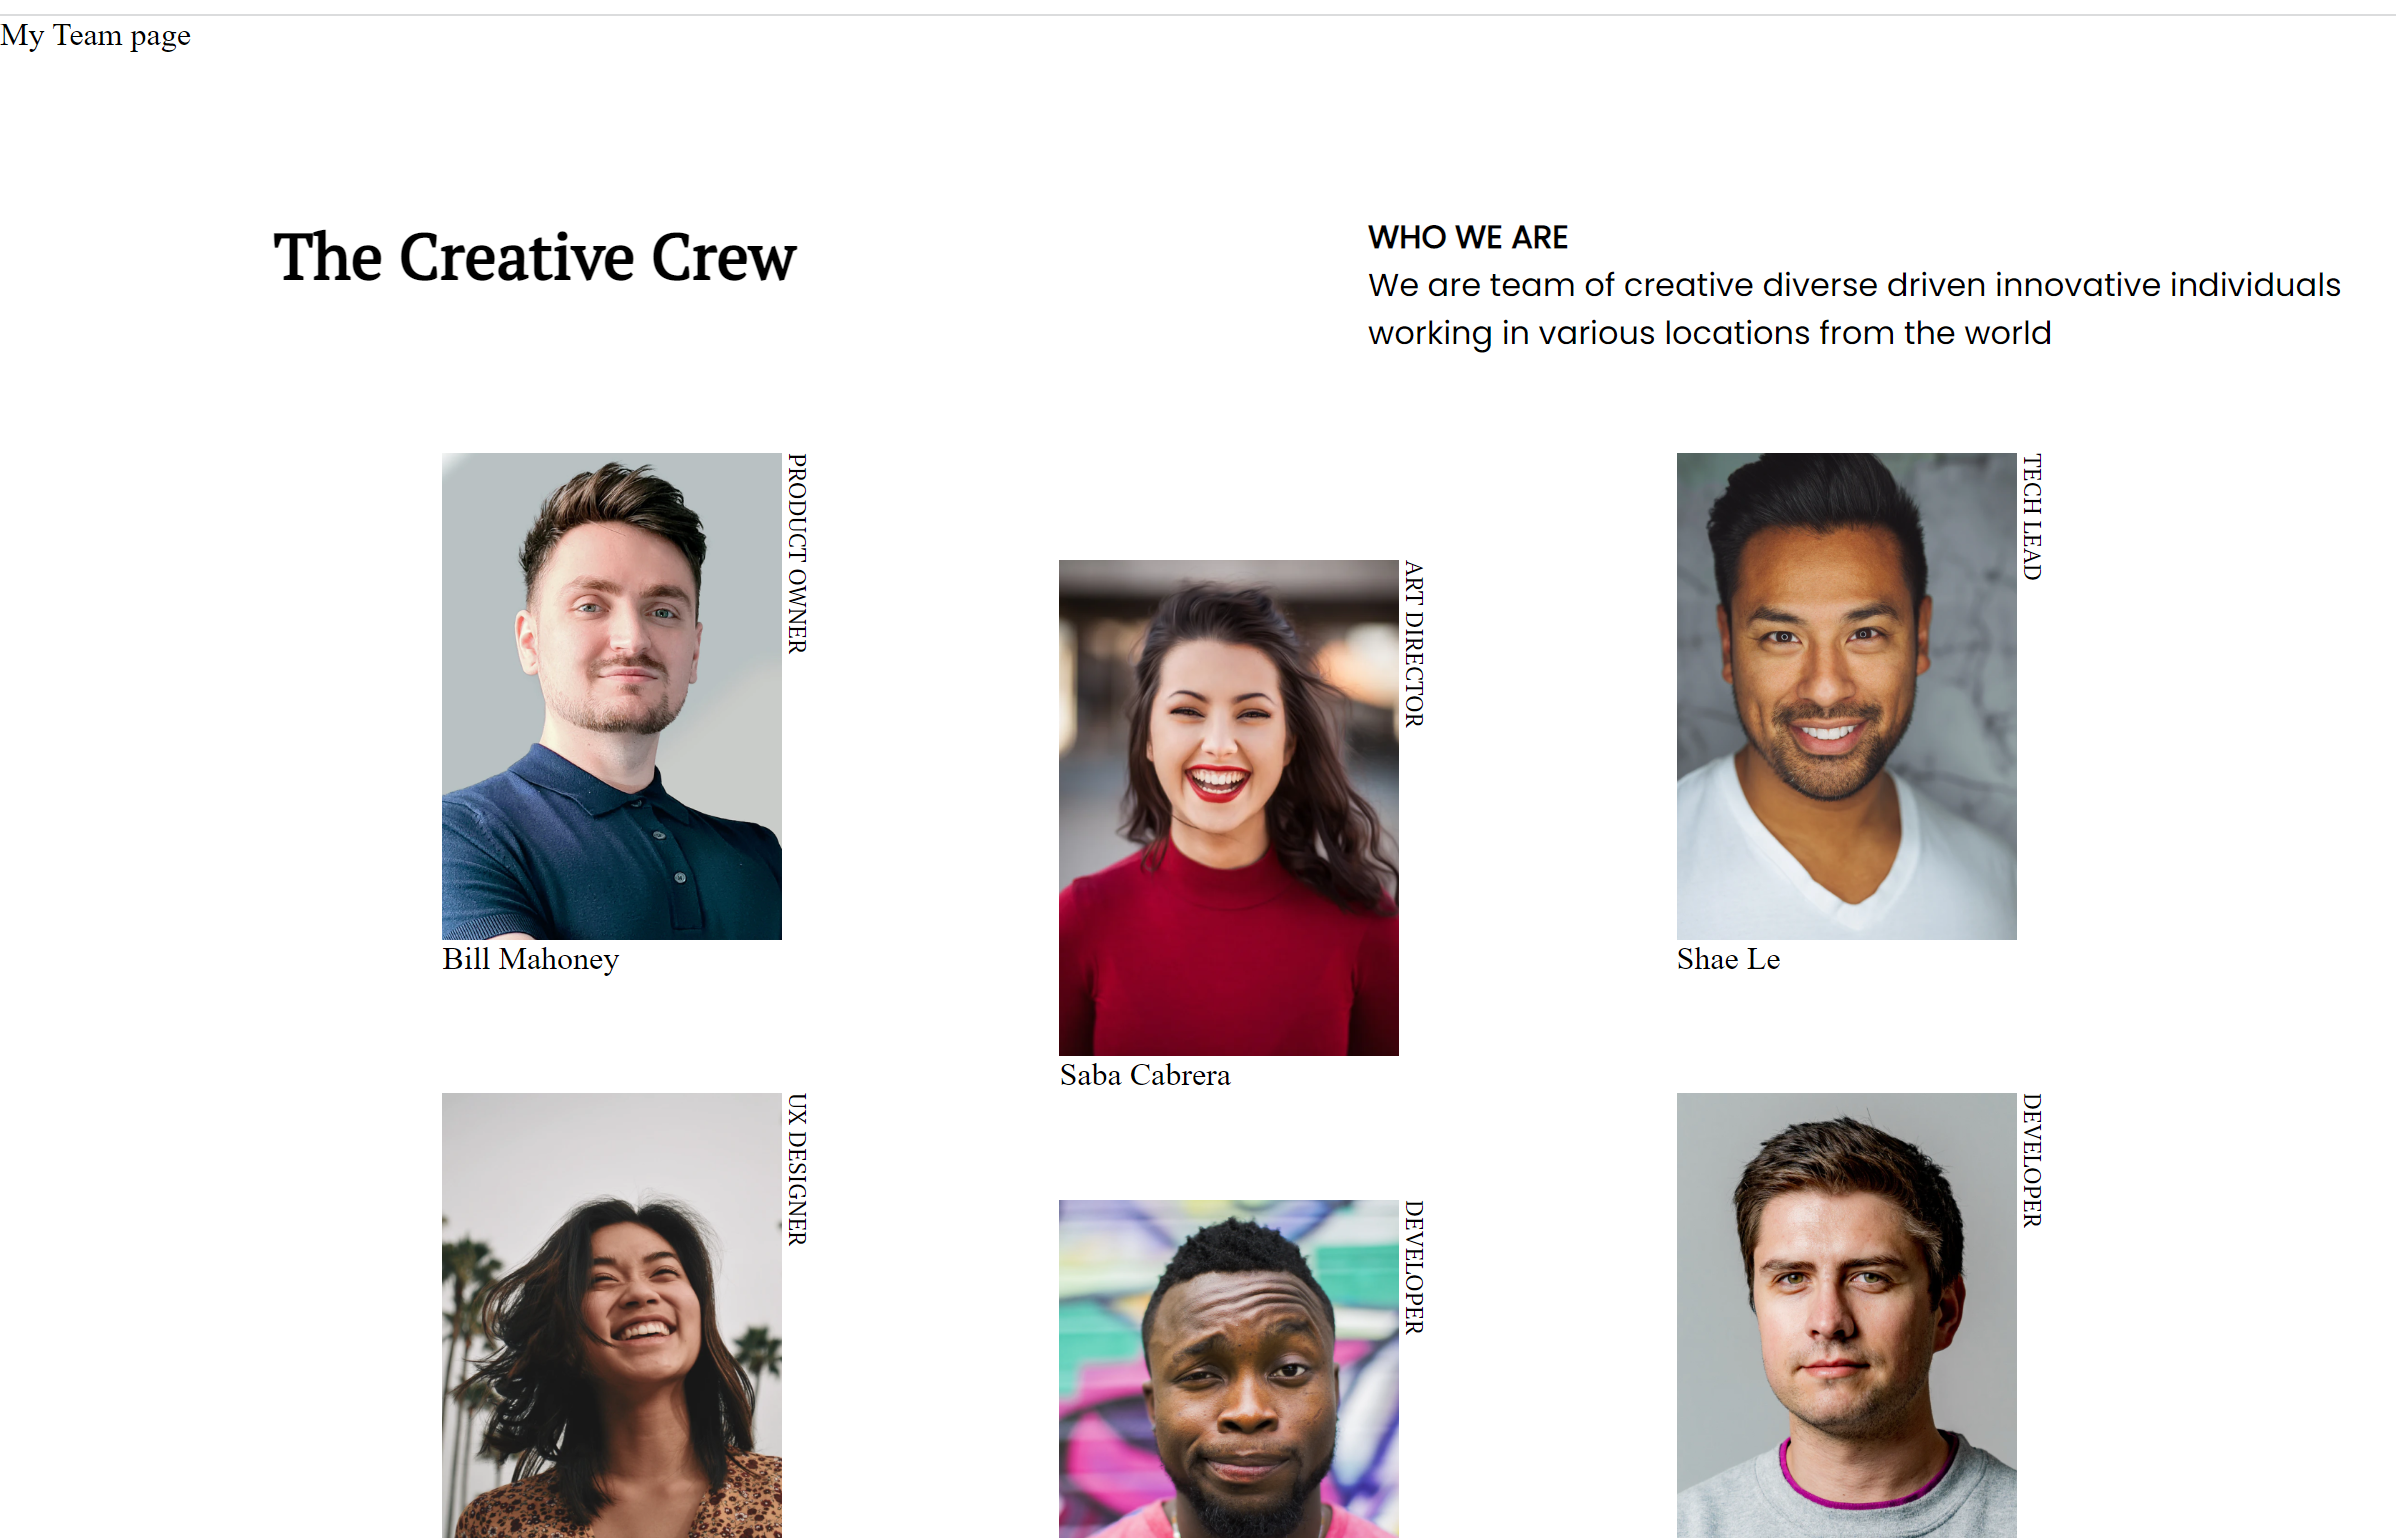 My Team page
The Creative Crew
WHO WE ARE
We are team of creative diverse driven innovative individuals
working in various locations from the world
PRODUCT OWNER
Bill Mahoney
ART DIRECTOR
Saba Cabrera
TECH LEAD
Shae Le
UX DESIGNER
DEVELOPER
DEVELOPER